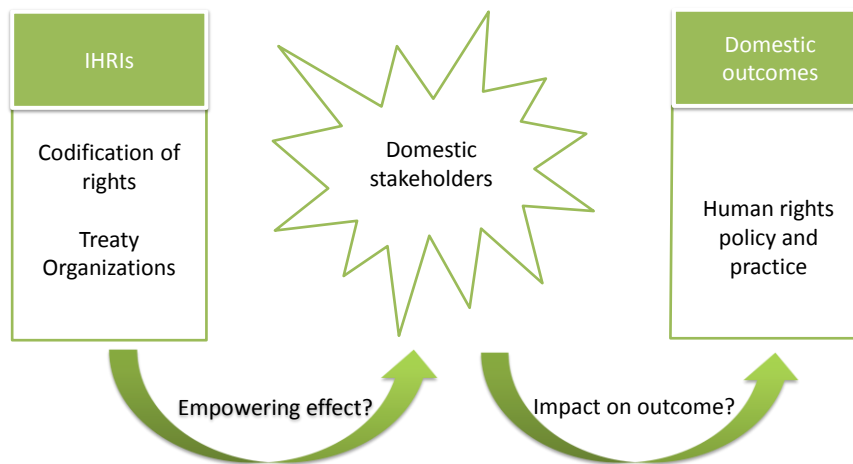 IHRIs
Codification of
rights
Treaty
Organizations
Domestic
stakeholders
Domestic
outcomes
Human rights
policy and
practice
Empowering effect?
Impact on outcome?